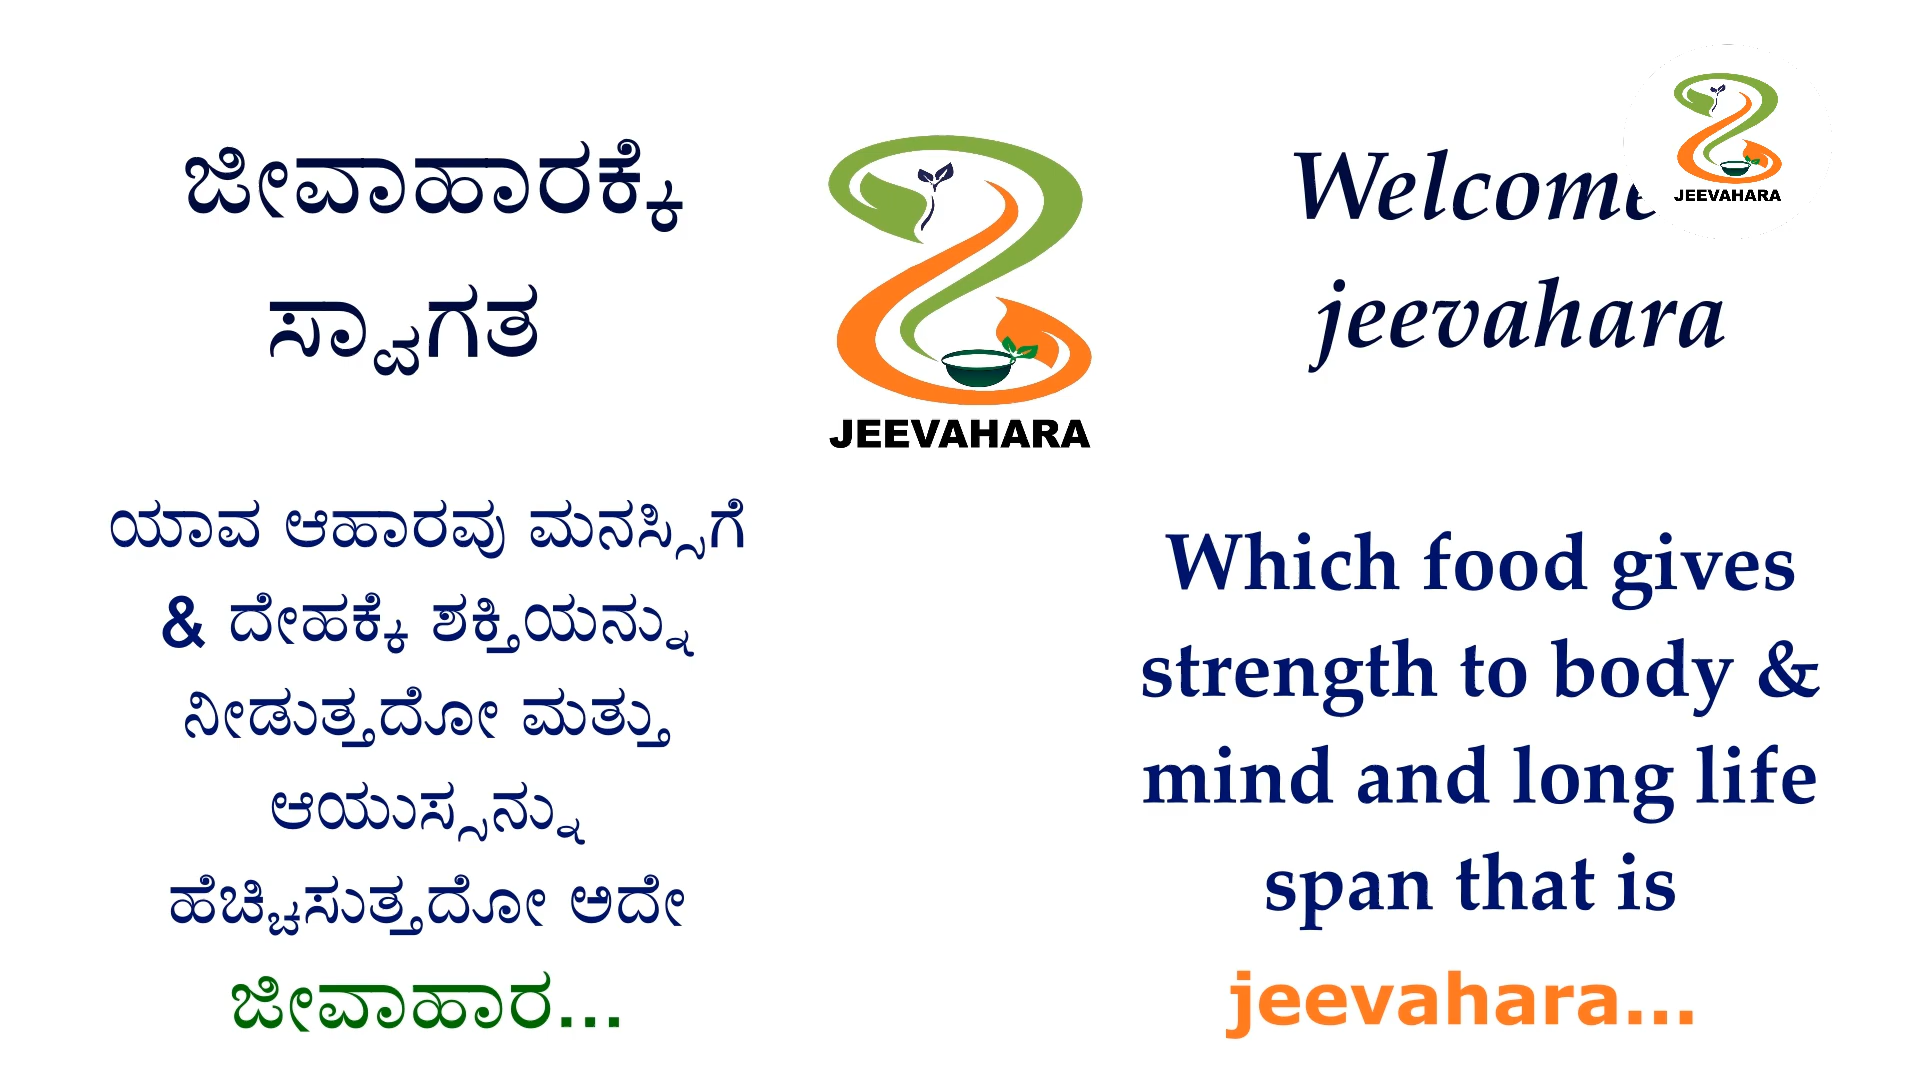 ಜೀವಾಹಾರಕ್ಕೆ
ಸ್ವಾಗತ
JEEVAHARA
Welcome
jeevahara
JEEVAHARA
ಯಾವ ಆಹಾರವು ಮನಸ್ಸಿಗೆ
& ದೇಹಕ್ಕೆ ಶಕ್ತಿಯನ್ನು
ನೀಡುತ್ತದೋ ಮತ್ತು
ಆಯುಸ್ಸನ್ನು
ಹೆಚ್ಚಿಸುತ್ತದೋ ಅದೇ
ಜೀವಾಹಾರ...
Which food gives
strength to body &
mind and long life
span that is
jeevahara...